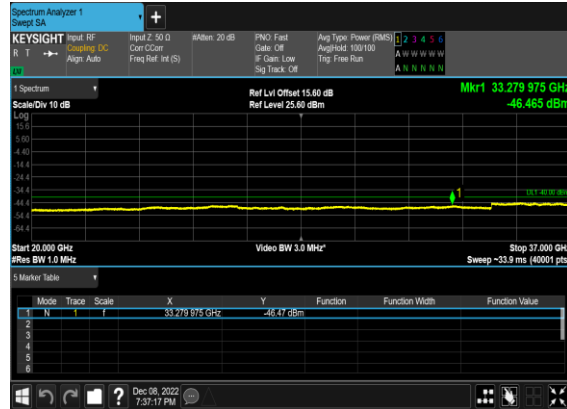 Spectrum Analyzer 1
Swept SA
+
KEYSIGHT Input: RF Input Z: 50 Ω #Atten: 20 dB PNO: Fast Avg Type: Power (RMS) 1 2 3 4 5 6
R T Coupling: DC Corr CCorr Gate: Off Avg|Hold: 100/100 A W W W W W
Align: Auto Freq Ref: Int (S) IF Gain: Low Trig: Free Run
Sig Track: Off A N N N N N
1 Spectrum
Ref Lvl Offset 15.60 dB Mkr1 33.279 975 GHz
Scale/Div 10 dB Ref Level 25.60 dBm -46.465 dBm
Log
15.6
5.60
-4.40
-14.4
-24.4
-34.4 1 DL1 -40.00 dBm
-44.4
-54.4
-64.4
Start 20.000 GHz Video BW 3.0 MHz* Stop 37.000 GHz
#Res BW 1.0 MHz Sweep ~33.9 ms (40001 pts)
5 Marker Table
Mode Trace Scale X Y Function Function Width Function Value
1 N 1 f 33.279 975 GHz -46.47 dBm
2
3
4
5
6
? Dec 08, 2022
7:37:17 PM